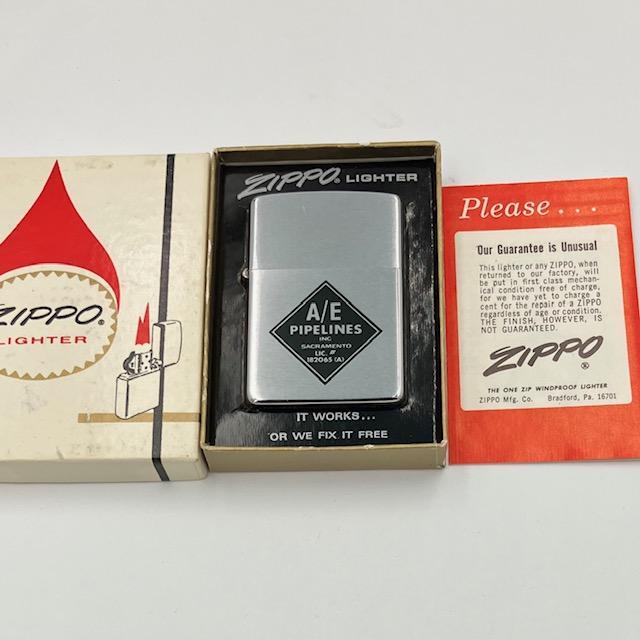 ZIPPO®
LIGHTER
ZIPPO® LIGHTER
A/E
PIPELINES
INC
SACRAMENTO
LIC. #
182065 (A)
IT WORKS...
OR WE FIX IT FREE
Please...
Our Guarantee is Unusual
This lighter or any ZIPPO, when
returned to our factory, will
be put in first class mechan-
ical condition free of charge,
for we have yet to charge a
cent for the repair of a ZIPPO
regardless of age or condition.
THE FINISH, HOWEVER, IS
NOT GUARANTEED.
ZIPPO®
THE ONE ZIP WINDPROOF LIGHTER
ZIPPO Mfg. Co. Bradford, Pa. 16701